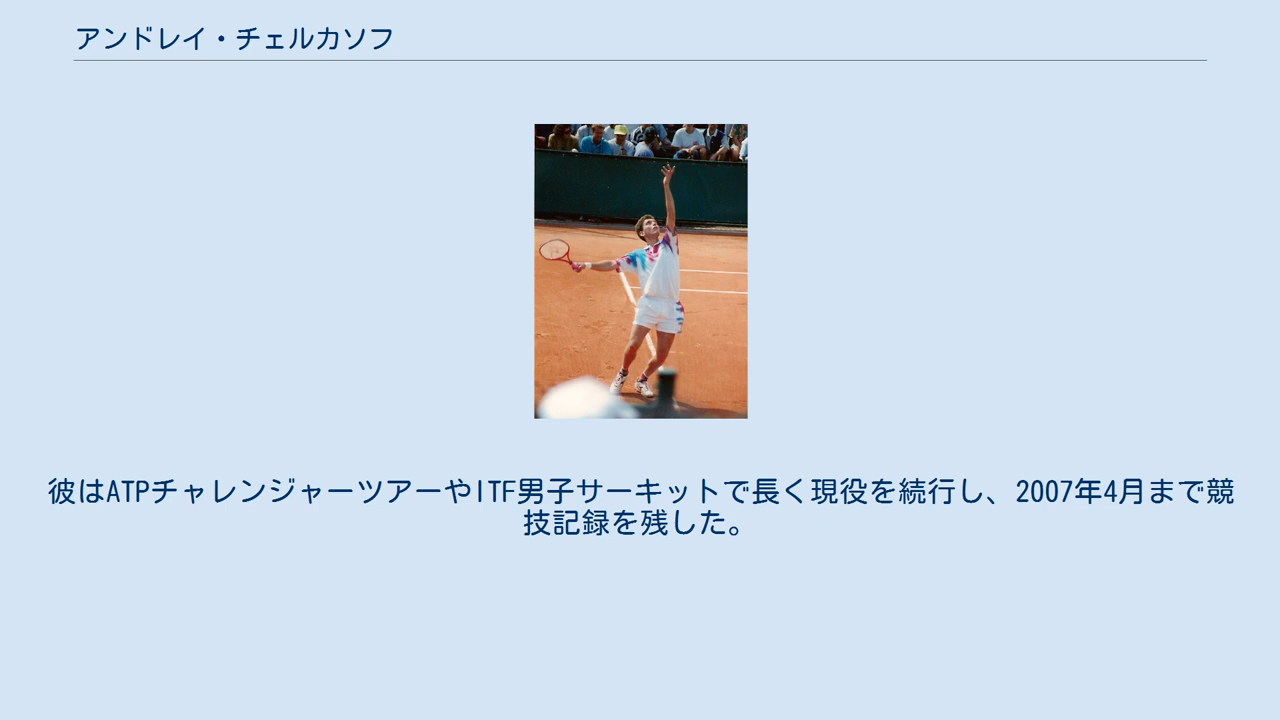 アンドレイ・チェルカソフ
彼はATPチャレンジャーツアーやITF男子サーキットで長く現役を続行し、2007年4月まで競
技記録を残した。